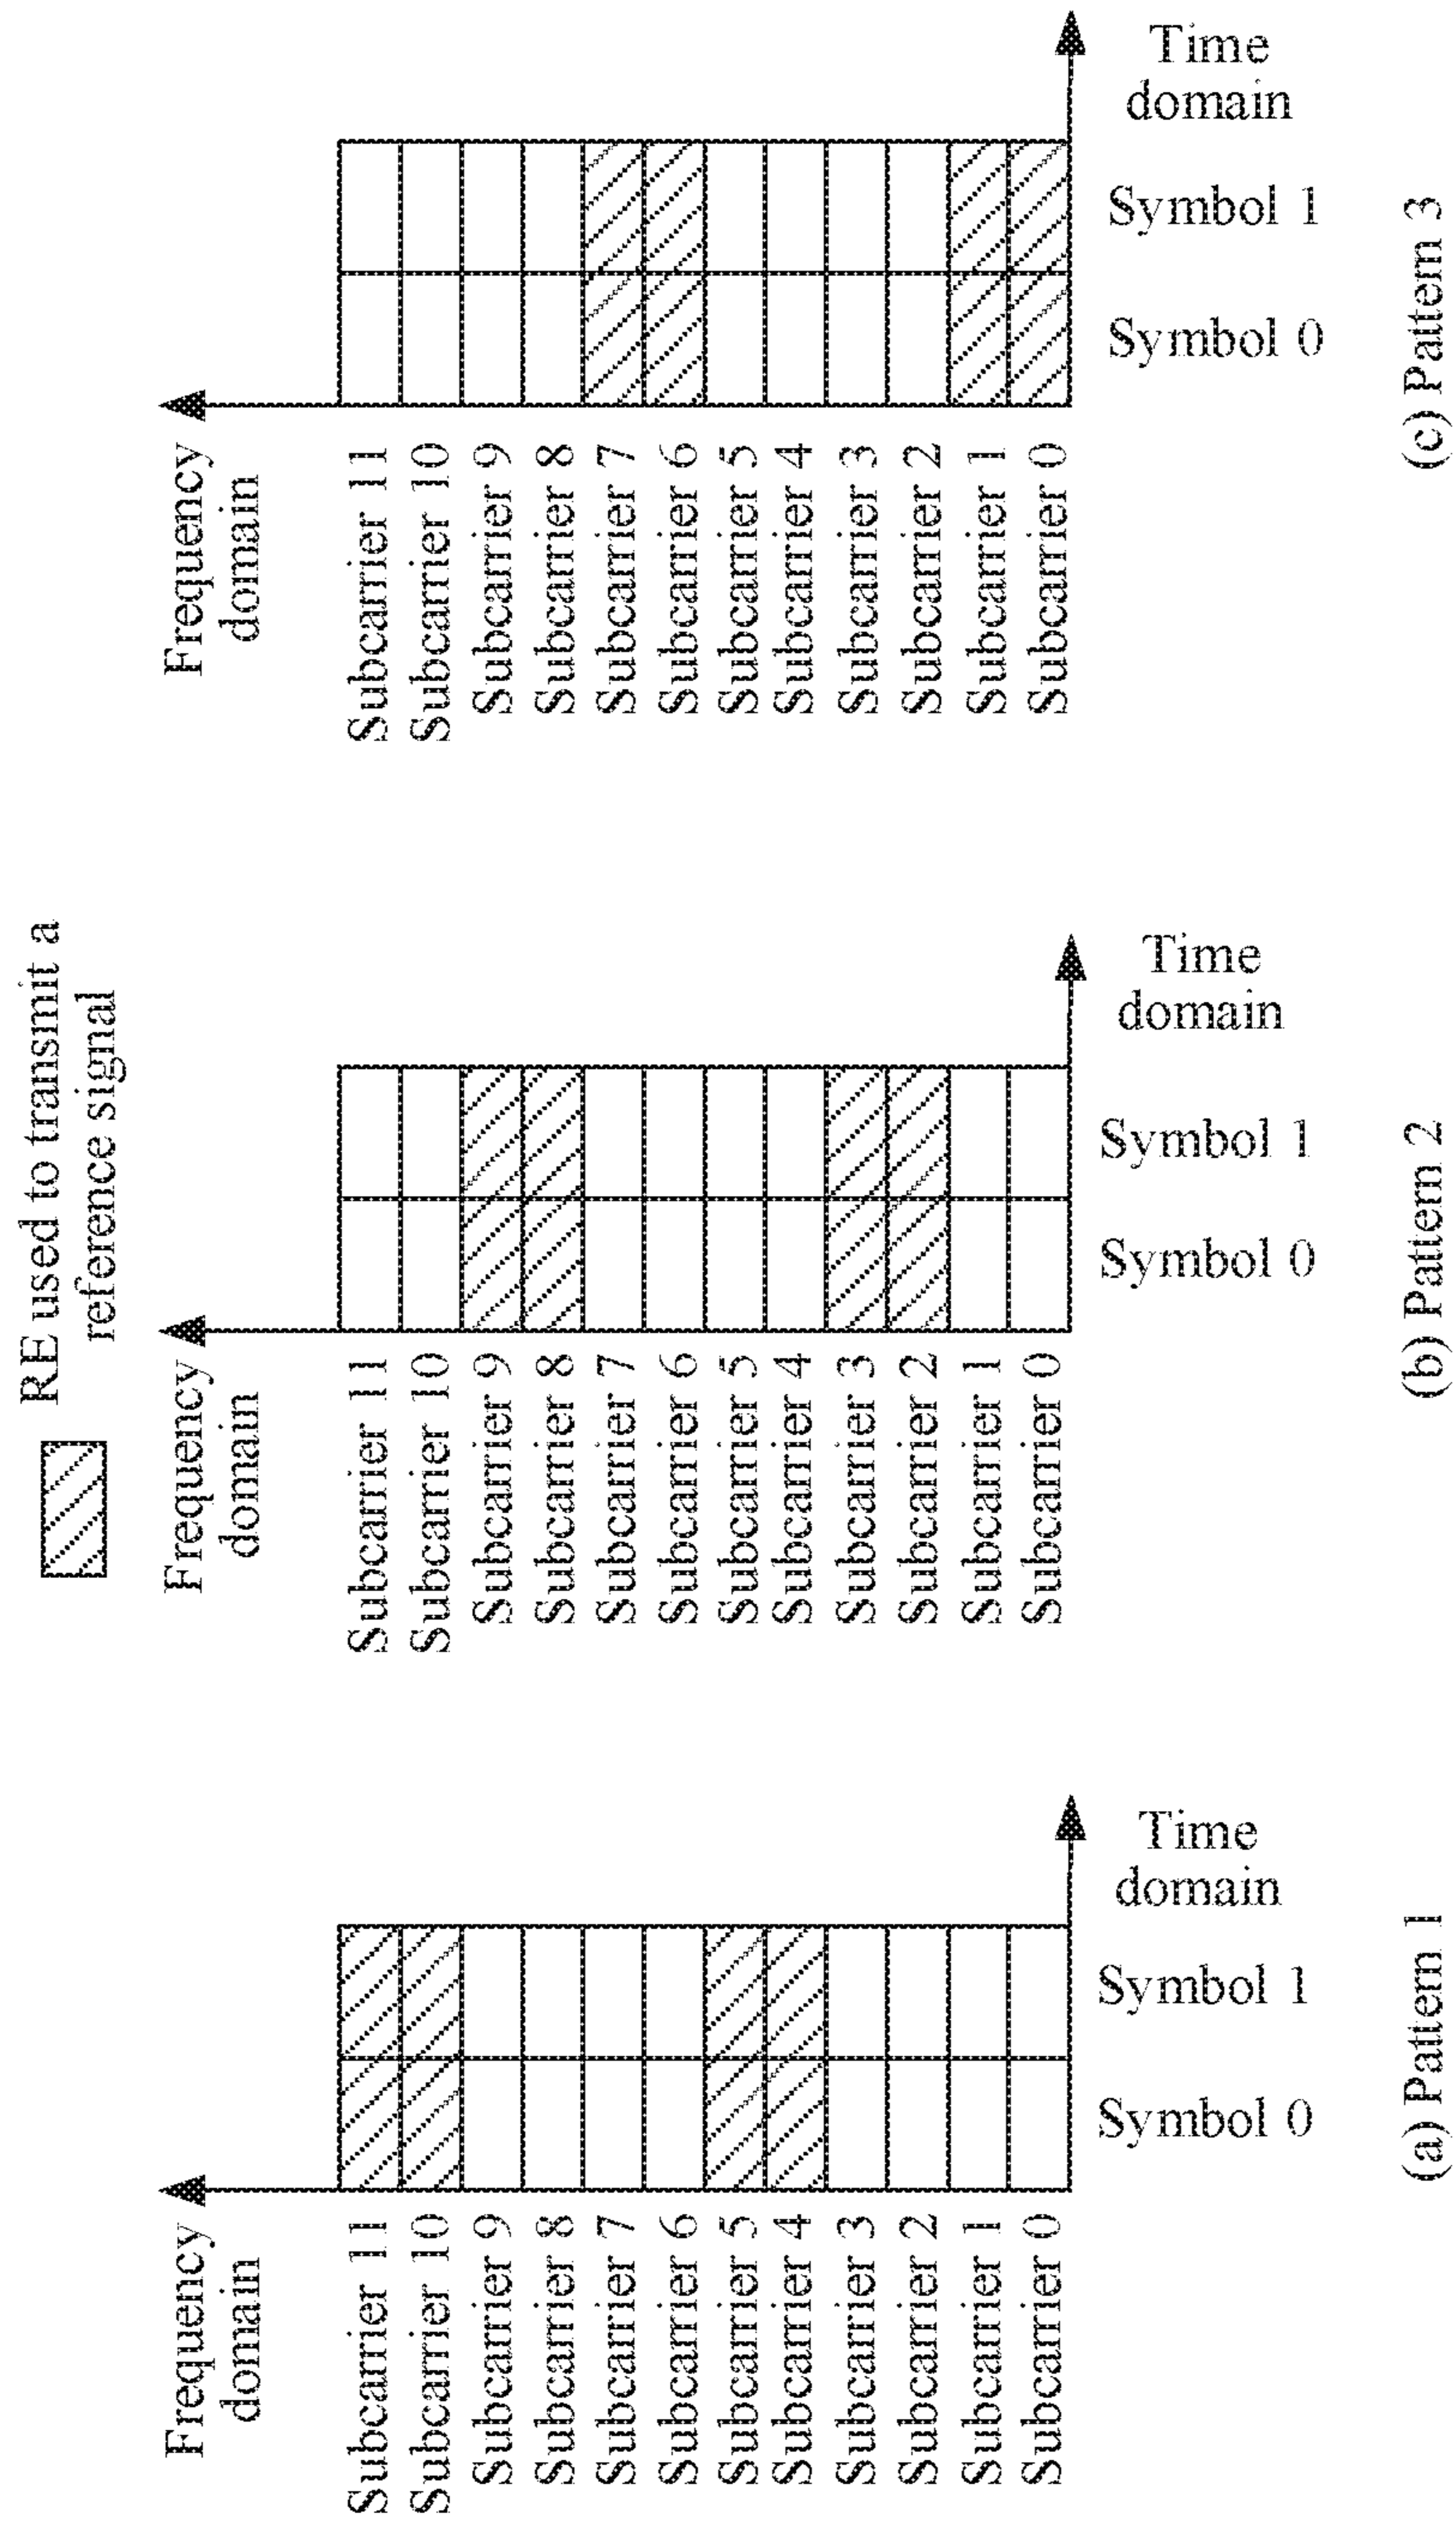 RE used to transmit a
reference signal
Frequency
domain
Subcarrier 11
Subcarrier 10
Subcarrier 9
Subcarrier 8
Subcarrier 7
Subcarrier 6
Subcarrier 5
Subcarrier 4
Subcarrier 3
Subcarrier 2
Subcarrier 1
Subcarrier 0
Symbol 0
Symbol 1
Time
domain
(a) Pattern 1
Frequency
domain
Subcarrier 11
Subcarrier 10
Subcarrier 9
Subcarrier 8
Subcarrier 7
Subcarrier 6
Subcarrier 5
Subcarrier 4
Subcarrier 3
Subcarrier 2
Subcarrier 1
Subcarrier 0
Symbol 0
Symbol 1
Time
domain
(b) Pattern 2
Frequency
domain
Subcarrier 11
Subcarrier 10
Subcarrier 9
Subcarrier 8
Subcarrier 7
Subcarrier 6
Subcarrier 5
Subcarrier 4
Subcarrier 3
Subcarrier 2
Subcarrier 1
Subcarrier 0
Symbol 0
Symbol 1
Time
domain
(c) Pattern 3